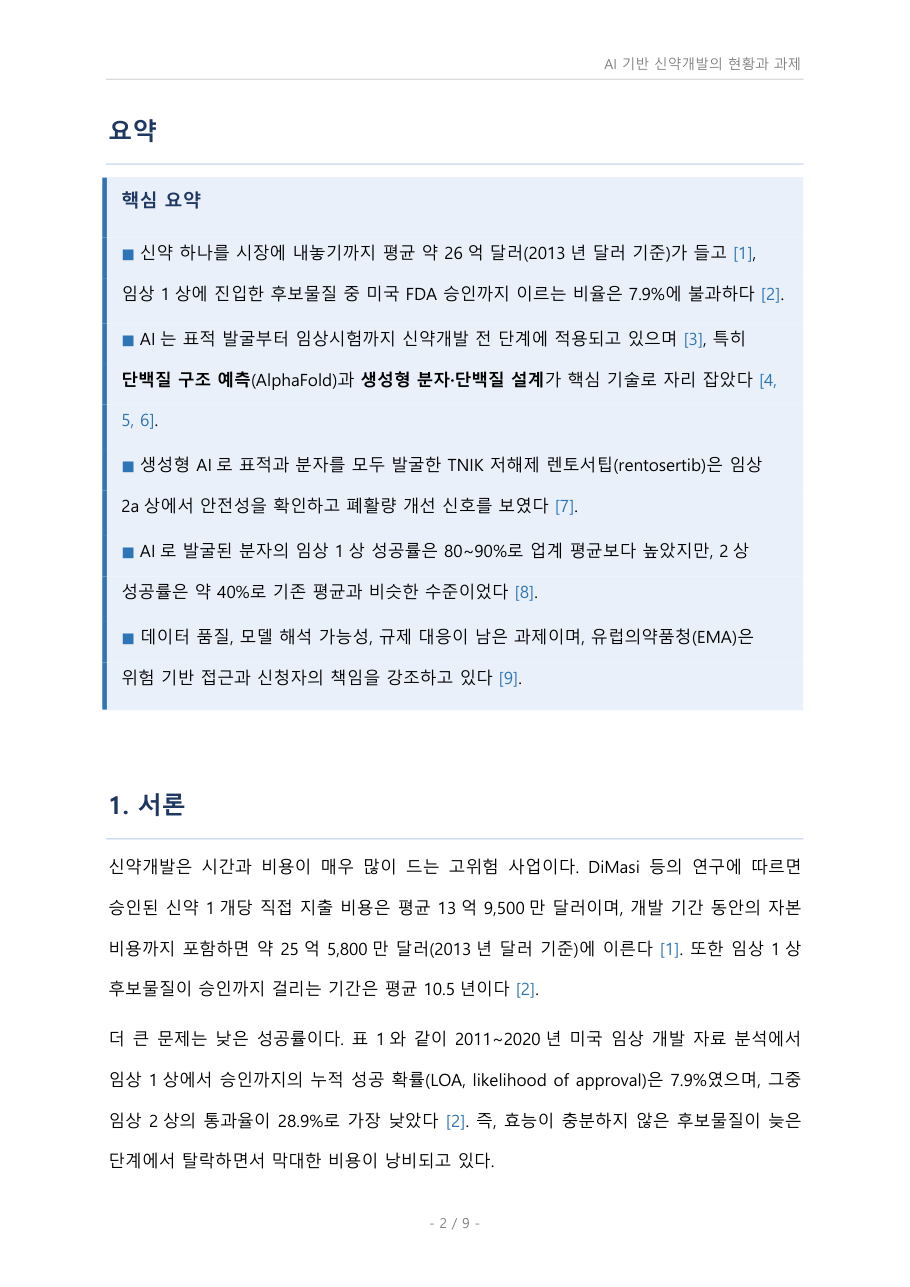 AI 기반 신약개발의 현황과 과제
요약
핵심 요약
■ 신약 하나를 시장에 내놓기까지 평균 약 26 억 달러(2013 년 달러 기준)가 들고 [1],
임상 1 상에 진입한 후보물질 중 미국 FDA 승인까지 이르는 비율은 7.9%에 불과하다 [2].
■ AI 는 표적 발굴부터 임상시험까지 신약개발 전 단계에 적용되고 있으며 [3], 특히
단백질 구조 예측(AlphaFold)과 생성형 분자·단백질 설계가 핵심 기술로 자리 잡았다 [4,
5, 6].
■ 생성형 AI 로 표적과 분자를 모두 발굴한 TNIK 저해제 렌토서팁(rentosertib)은 임상
2a 상에서 안전성을 확인하고 폐활량 개선 신호를 보였다 [7].
■ AI 로 발굴된 분자의 임상 1 상 성공률은 80~90%로 업계 평균보다 높았지만, 2 상
성공률은 약 40%로 기존 평균과 비슷한 수준이었다 [8].
■ 데이터 품질, 모델 해석 가능성, 규제 대응이 남은 과제이며, 유럽의약품청(EMA)은
위험 기반 접근과 신청자의 책임을 강조하고 있다 [9].
1. 서론
신약개발은 시간과 비용이 매우 많이 드는 고위험 사업이다. DiMasi 등의 연구에 따르면
승인된 신약 1 개당 직접 지출 비용은 평균 13 억 9,500 만 달러이며, 개발 기간 동안의 자본
비용까지 포함하면 약 25 억 5,800 만 달러(2013 년 달러 기준)에 이른다 [1]. 또한 임상 1 상
후보물질이 승인까지 걸리는 기간은 평균 10.5 년이다 [2].
더 큰 문제는 낮은 성공률이다. 표 1 와 같이 2011~2020 년 미국 임상 개발 자료 분석에서
임상 1 상에서 승인까지의 누적 성공 확률(LOA, likelihood of approval)은 7.9%였으며, 그중
임상 2 상의 통과율이 28.9%로 가장 낮았다 [2]. 즉, 효능이 충분하지 않은 후보물질이 늦은
단계에서 탈락하면서 막대한 비용이 낭비되고 있다.
- 2 / 9 -